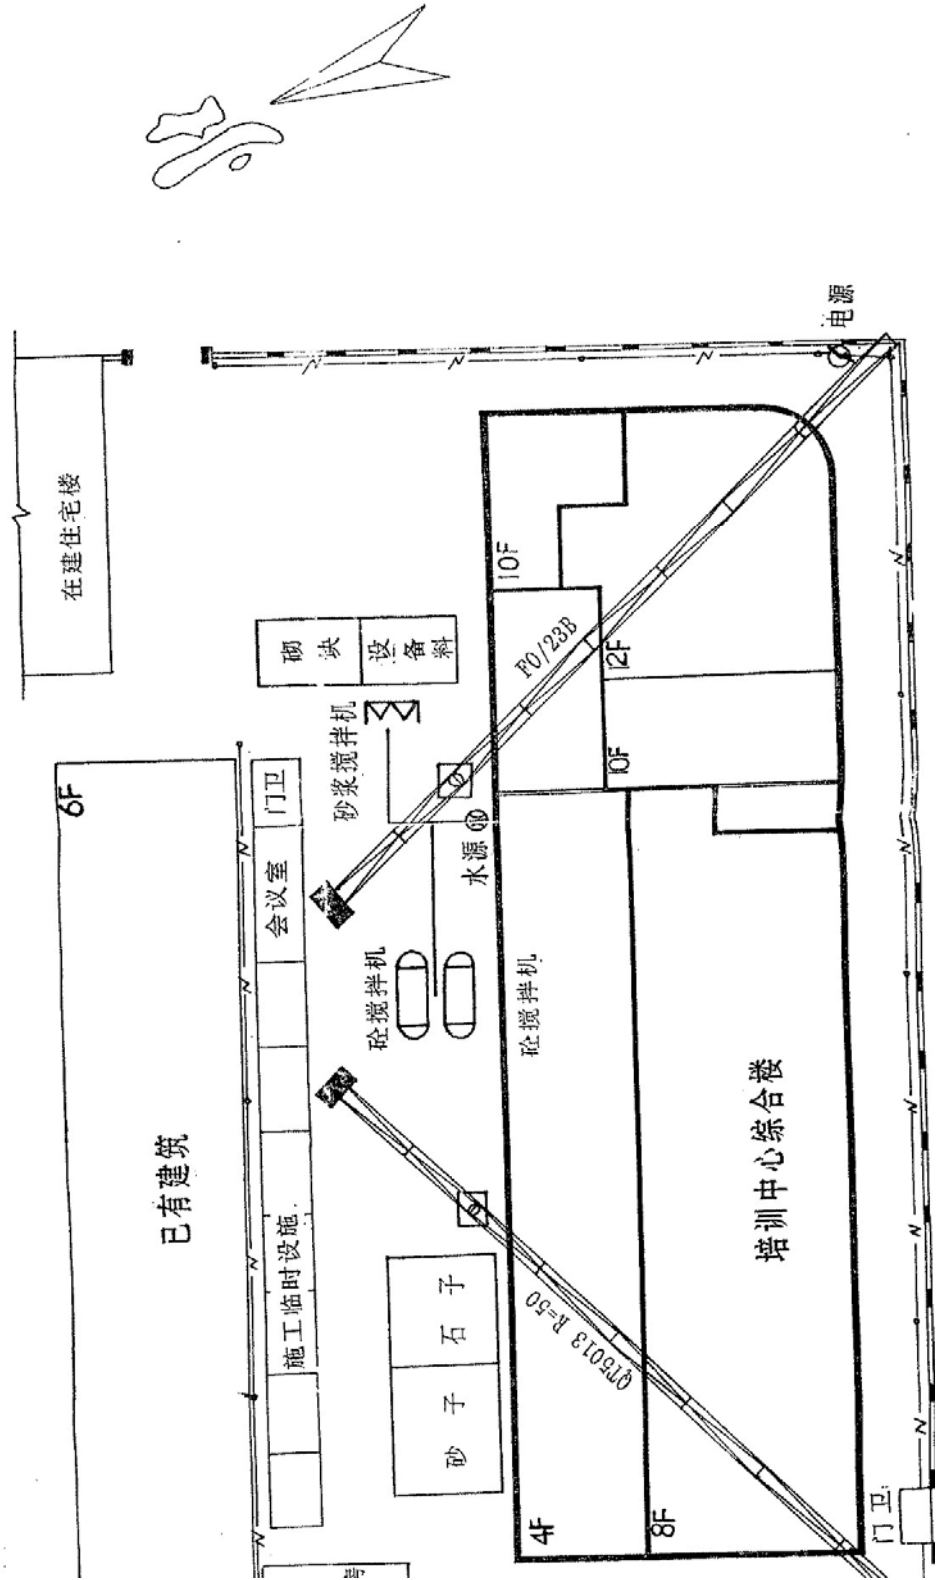 电源
在建住宅楼
10F
F0/23B
12F
砌块
设备料
砂浆搅拌机
10F
6F
门卫
水源
会议室
砼搅拌机
砼搅拌机
已有建筑
培训中心综合楼
施工临时设施
石子
QT5013 R=50
砂子
4F
8F
门卫